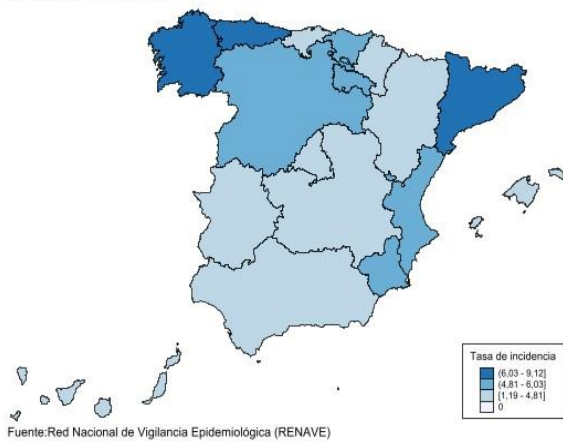 Tasa de incidencia
(6,03 - 9,12]
(4,81 - 6,03]
[1,19 - 4,81]
0
Fuente:Red Nacional de Vigilancia Epidemiológica (RENAVE)